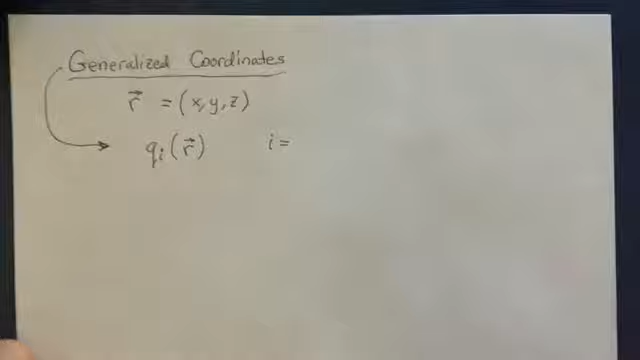 Generalized Coordinates
r⃗ = (x, y, z)
qᵢ(r⃗) i =